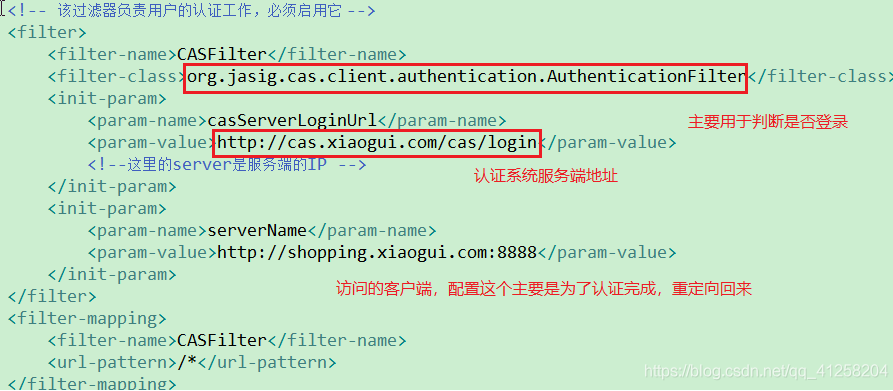 <!-- 该过滤器负责用户的认证工作，必须启用它 -->
<filter>
<filter-name>CASFilter</filter-name>
<filter-class>org.jasig.cas.client.authentication.AuthenticationFilter</filter-class>
<init-param>
<param-name>casServerLoginUrl</param-name>
主要用于判断是否登录
<param-value>http://cas.xiaogui.com/cas/login</param-value>
<!--这里的server是服务端的IP -->
认证系统服务端地址
</init-param>
<init-param>
<param-name>serverName</param-name>
<param-value>http://shopping.xiaogui.com:8888</param-value>
</init-param>
访问的客户端，配置这个主要是为了认证完成，重定向回来
</filter>
<filter-mapping>
<filter-name>CASFilter</filter-name>
<url-pattern>/*</url-pattern>
</filter-mapping>
https://blog.csdn.net/qq_41258204